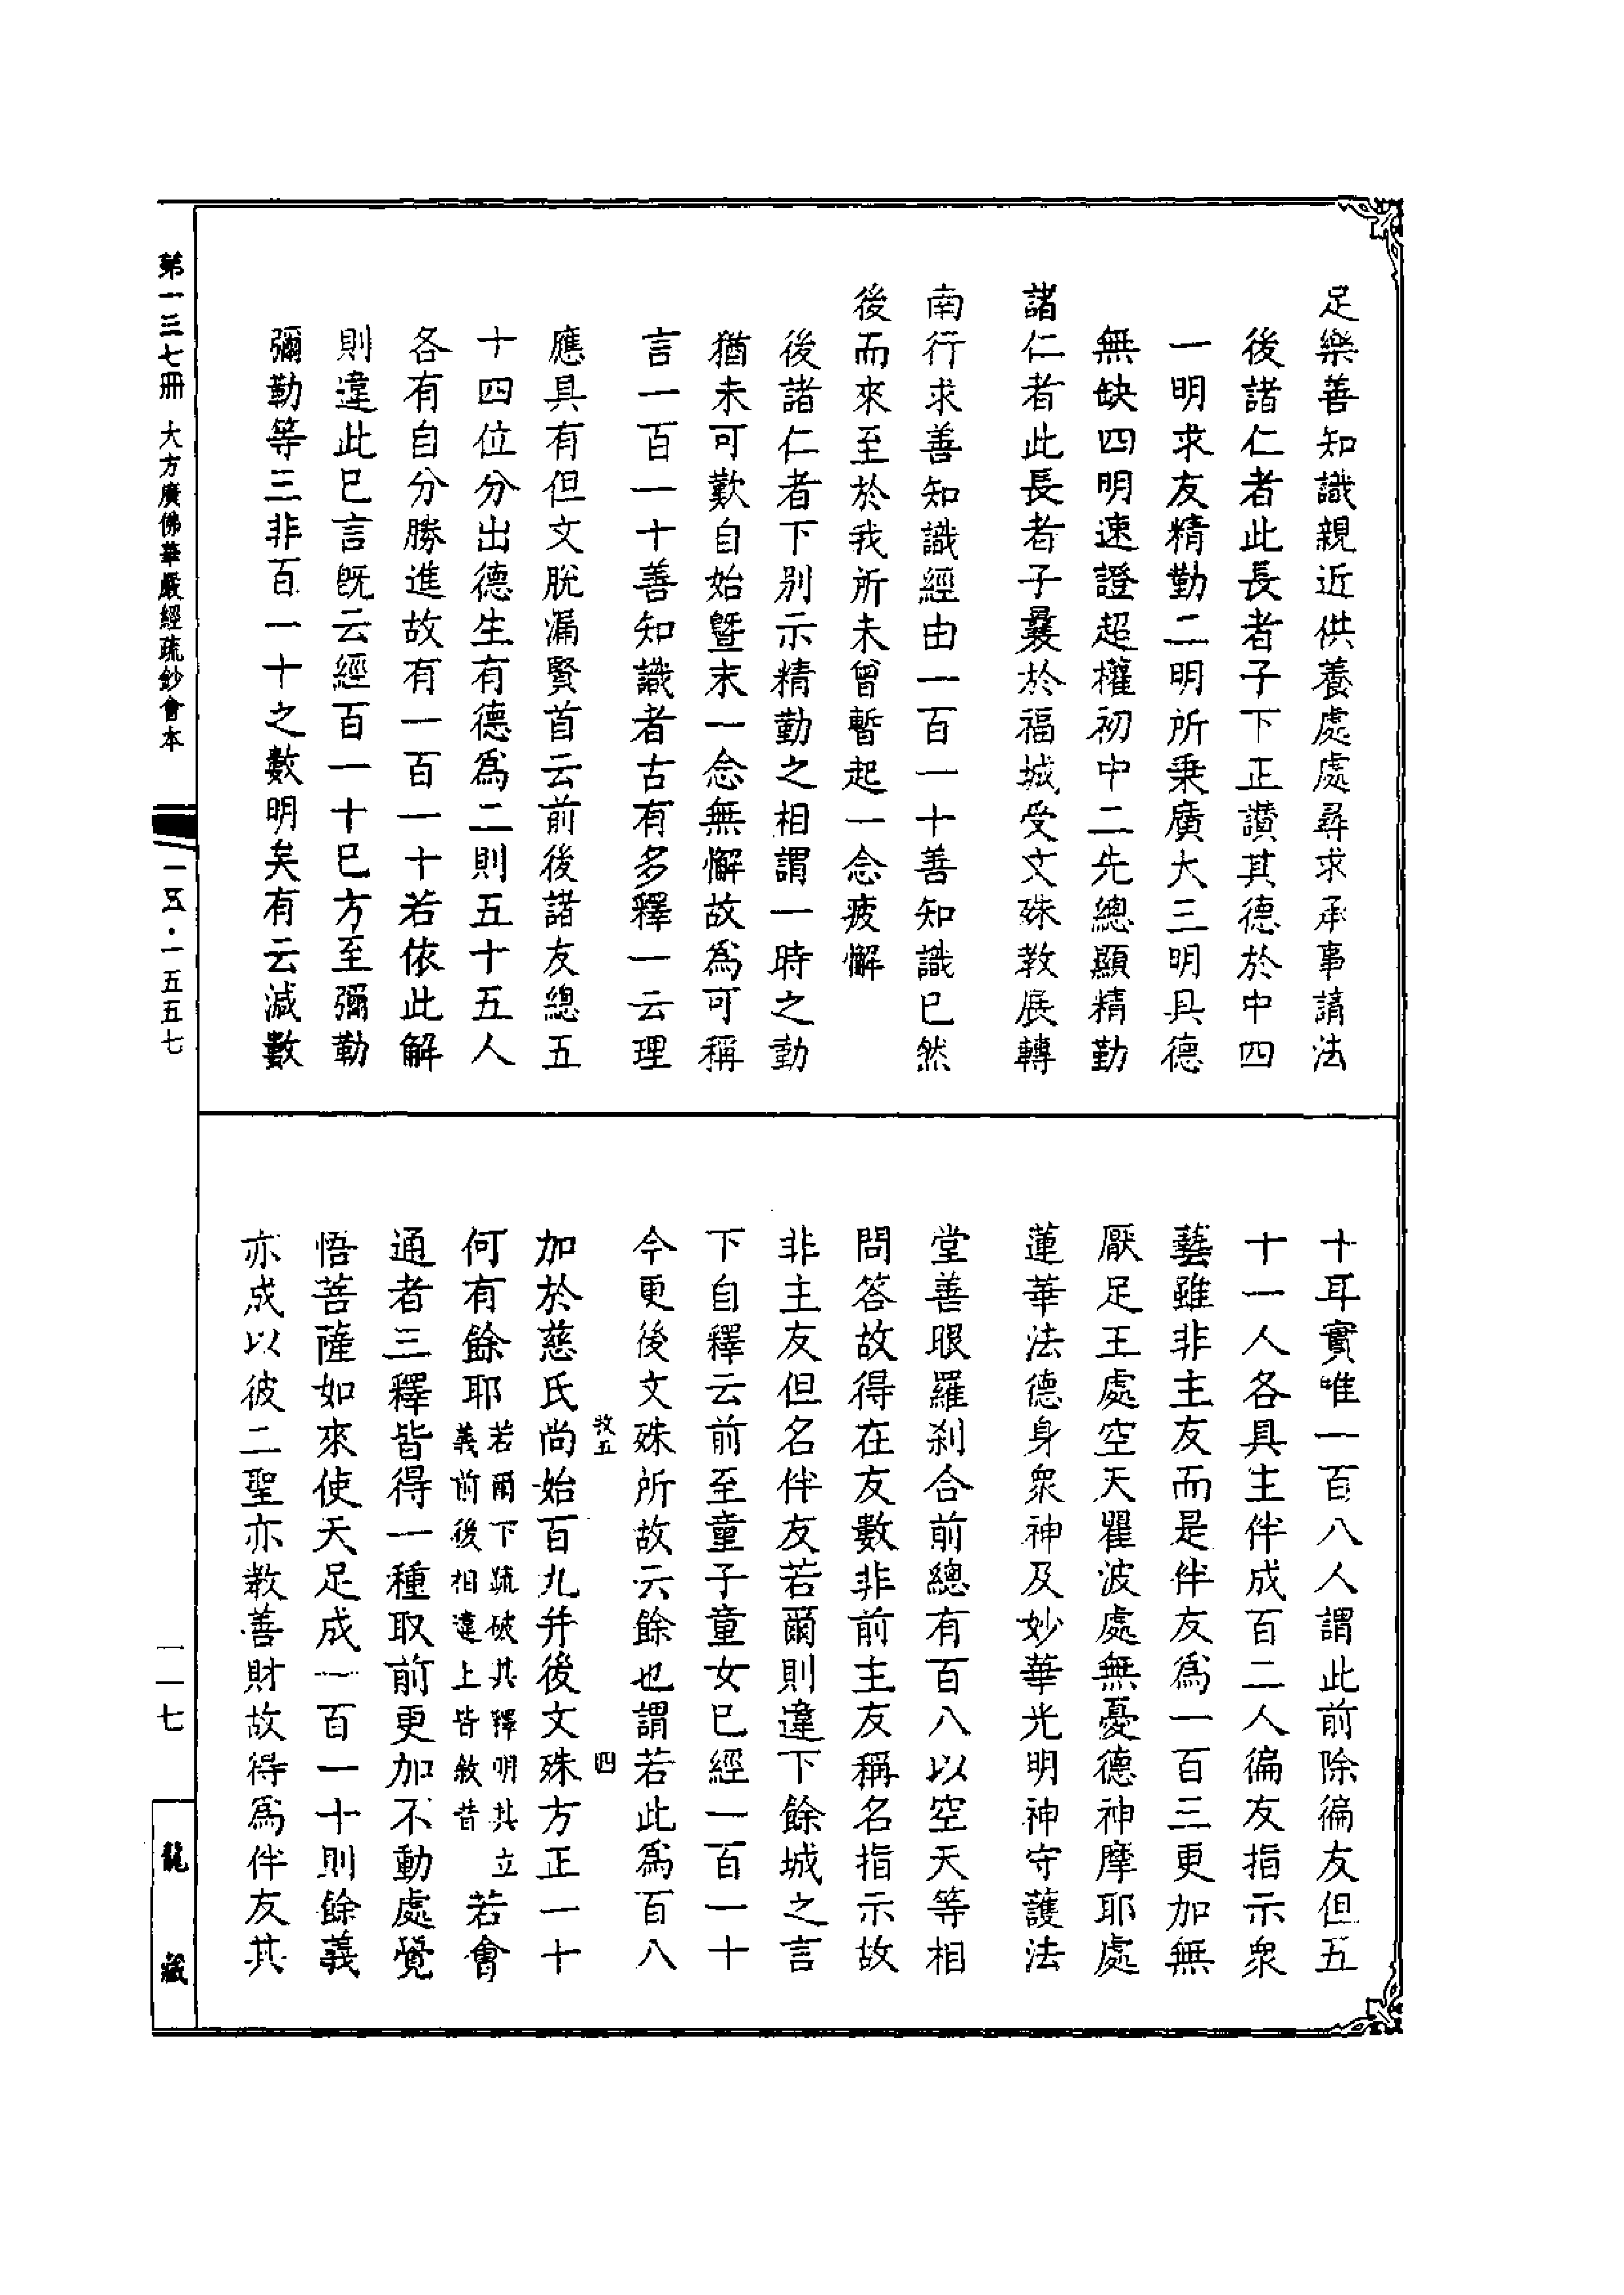 足樂善知識親近供養處處尋求承事請法
後諸仁者此長者子下正讚其德於中四
一明求友精勤二明所乗廣大三明具德
無缺四明速證超權初中二先總顯精勤
諸仁者此長者子曩於福城受文殊教展轉
南行求善知識經由一百一十善知識已然
後而來至於我所未曾暫起一念疲懈
後諸仁者下別示精勤之相謂一時之勤
猶未可歎自始曁末一念無懈故爲可稱
言一百一十善知識者古有多釋一云理
應具有但文脫漏賢首云前後諸友總五
十四位分出德生有德爲二則五十五人
各有自分勝進故有一百一十若依此解
則違此已言旣云經百一十已方至彌勒
彌勒等三非百一十之數明矣有云減數
十耳實唯一百八人謂此前除徧友但五
十一人各具主伴成百二人徧友指示衆
藝雖非主友而是伴友爲一百三更加無
厭足王處空天瞿波處無憂德神摩耶處
蓮華法德身衆神及妙華光明神守護法
堂善眼羅剎合前總有百八以空天等相
問答故得在友數非前主友稱名指示故
非主友但名伴友若爾則違下餘城之言
下自釋云前至童子童女已經一百一十
今更後文殊所故云餘也謂若此爲百八
牧五 四
加於慈氏尚始百九幷後文殊方正一十
何有餘耶若爾下疏破其釋明其立義前後相違上皆敘昔若會
通者三釋皆得一種取前更加不動處覺
悟菩薩如來使天足成一百一十則餘義
亦成以彼二聖亦教善財故得爲伴友其
第一三七冊 大方廣佛華嚴經疏鈔會本
一五·一五五七
一一七
龍藏